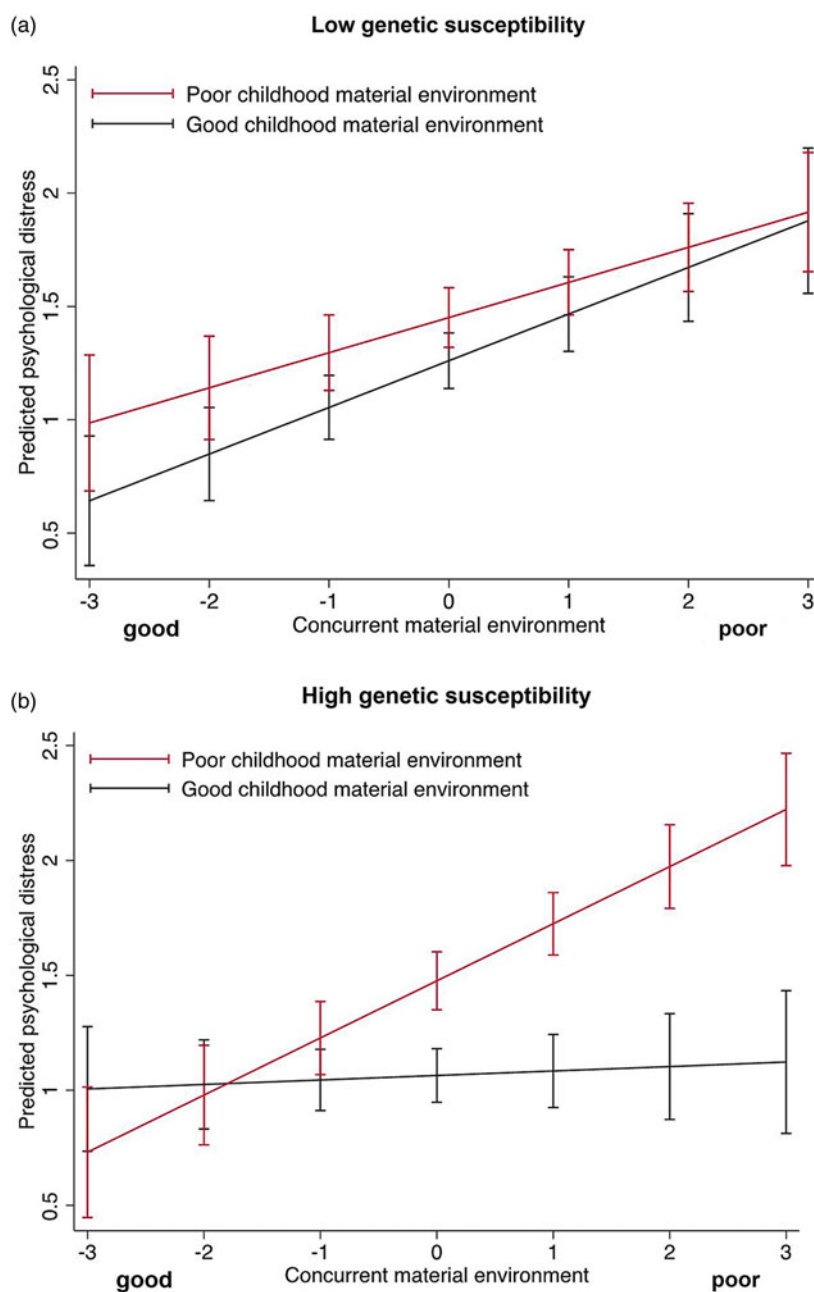 (a)
Low genetic susceptibility
Poor childhood material environment
Good childhood material environment
Predicted psychological distress
2.5
2
1.5
1
0.5
-3 -2 -1 0 1 2 3
good Concurrent material environment poor
(b)
High genetic susceptibility
Poor childhood material environment
Good childhood material environment
Predicted psychological distress
2.5
2
1.5
1
0.5
-3 -2 -1 0 1 2 3
good Concurrent material environment poor